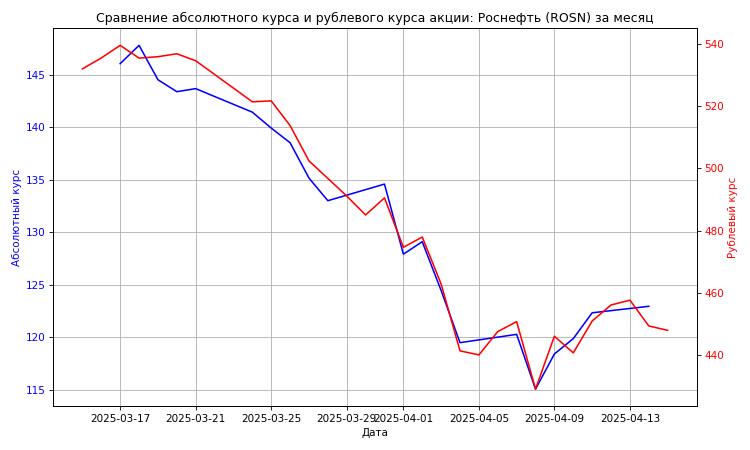 Сравнение абсолютного курса и рублевого курса акции: Роснефть (ROSN) за месяц
Абсолютный курс
145
140
135
130
125
120
115
540
520
500
480
460
440
Рублевый курс
2025-03-17 2025-03-21 2025-03-25 2025-03-29 2025-04-01 2025-04-05 2025-04-09 2025-04-13
Дата